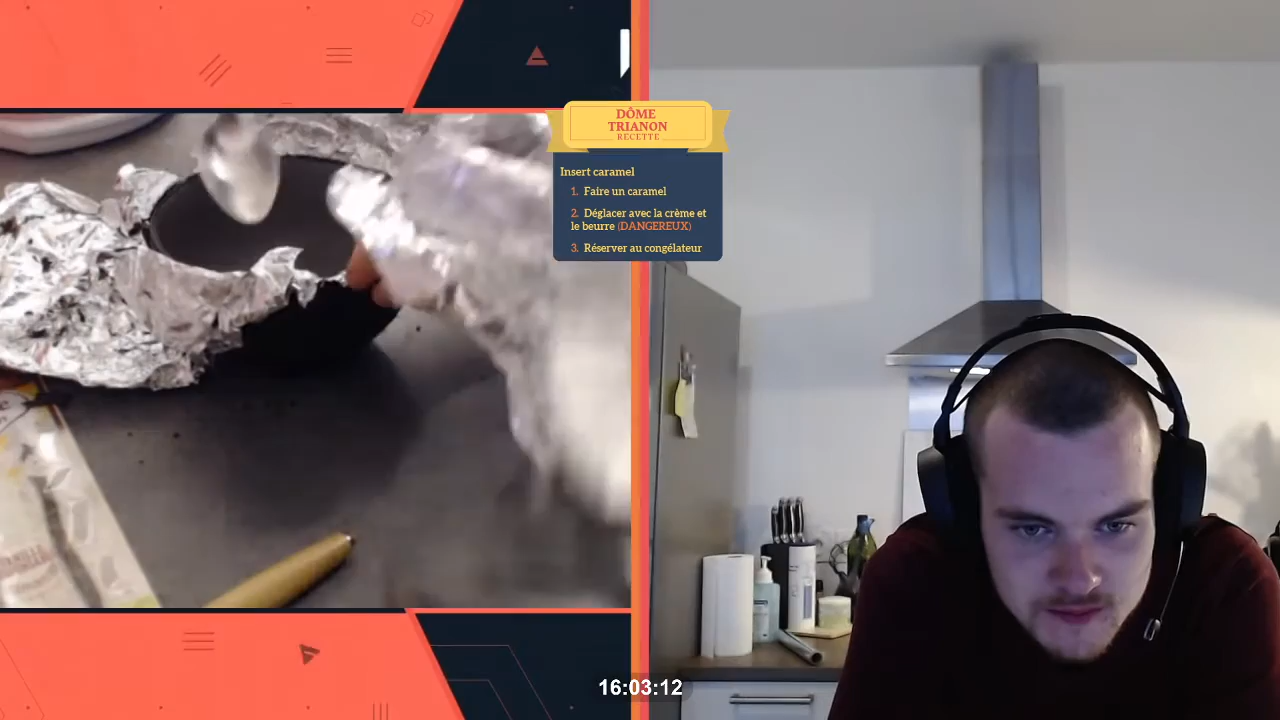 DÔME
TRIANON
RECETTE
Insert caramel
1. Faire un caramel
2. Déglacer avec la crème et
le beurre (DANGEREUX)
3. Réserver au congélateur
16:03:12